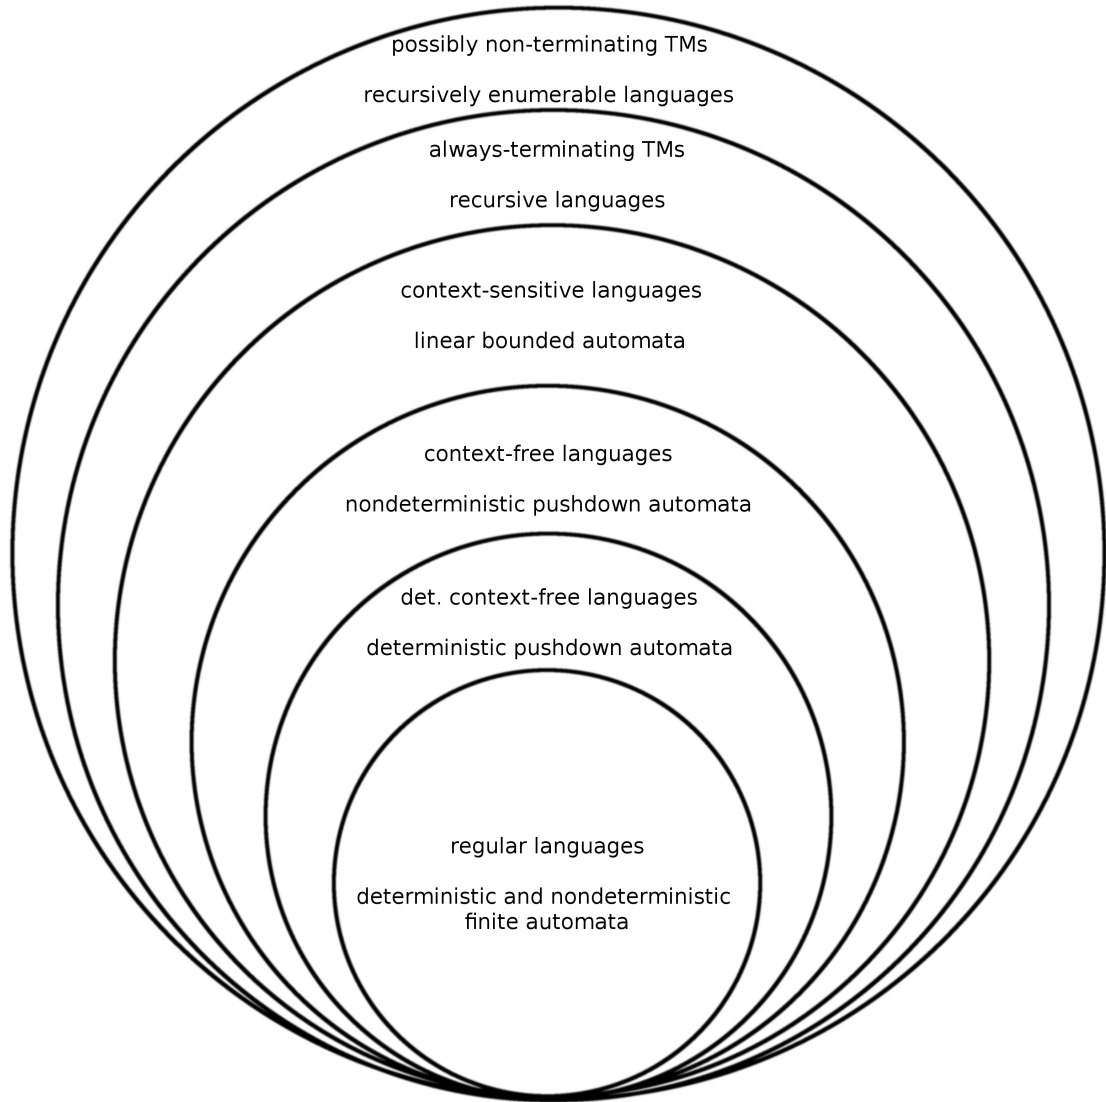 possibly non-terminating TMs
recursively enumerable languages
always-terminating TMs
recursive languages
context-sensitive languages
linear bounded automata
context-free languages
nondeterministic pushdown automata
det. context-free languages
deterministic pushdown automata
regular languages
deterministic and nondeterministic
finite automata